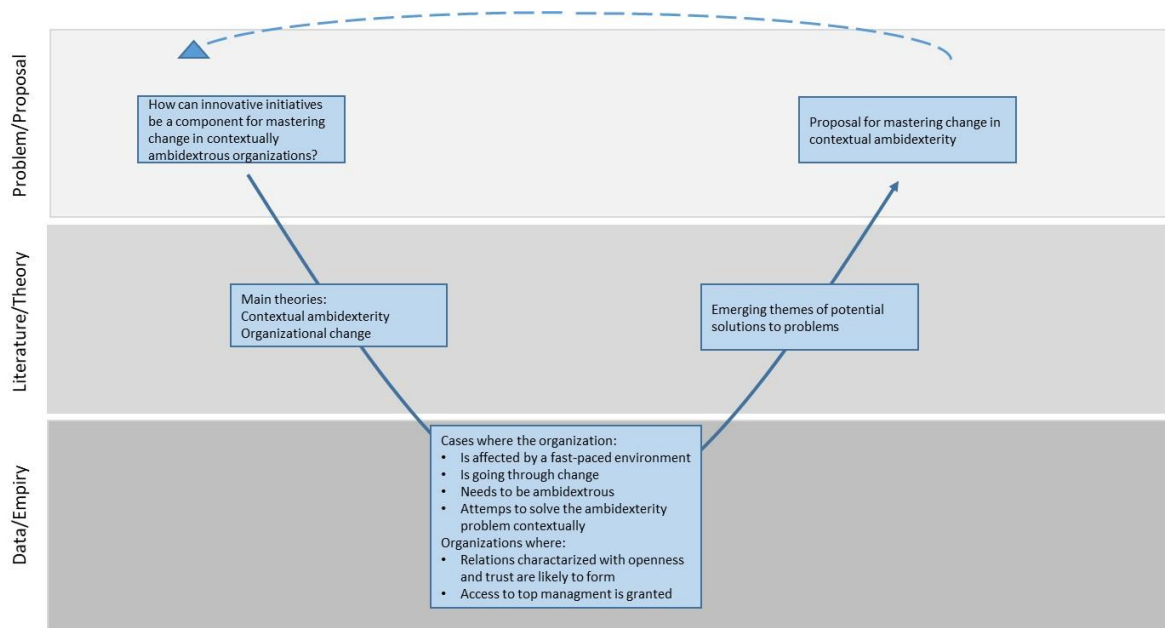 Problem/Proposal
How can innovative initiatives
be a component for mastering
change in contextually
ambidextrous organizations?
Proposal for mastering change in
contextual ambidexterity
Literature/Theory
Main theories:
Contextual ambidexterity
Organizational change
Emerging themes of potential
solutions to problems
Data/Empiry
Cases where the organization:
• Is affected by a fast-paced environment
• Is going through change
• Needs to be ambidextrous
• Attemps to solve the ambidexterity
problem contextually
Organizations where:
• Relations charactarized with openness
and trust are likely to form
• Access to top managment is granted